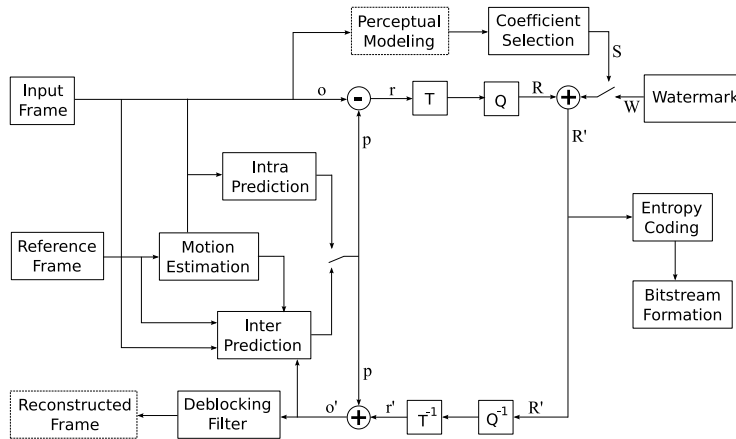 Perceptual
Modeling
Coefficient
Selection
S
Input
Frame
o
-
r
T
Q
R
+
W
Watermark
p
R'
Intra
Prediction
Reference
Frame
Motion
Estimation
Entropy
Coding
Inter
Prediction
Bitstream
Formation
p
Reconstructed
Frame
Deblocking
Filter
o'
+
r'
T-1
Q-1
R'